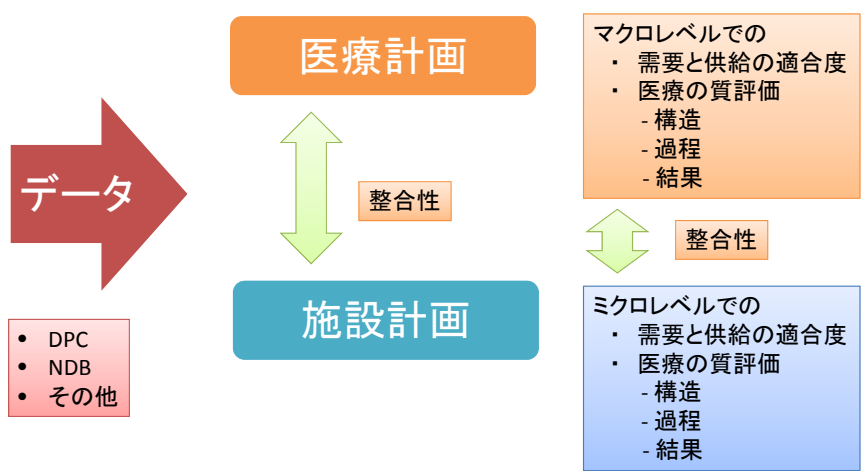 医療計画
マクロレベルでの
・ 需要と供給の適合度
・ 医療の質評価
- 構造
- 過程
- 結果
データ
整合性
整合性
施設計画
ミクロレベルでの
・ 需要と供給の適合度
・ 医療の質評価
- 構造
- 過程
- 結果
• DPC
• NDB
• その他